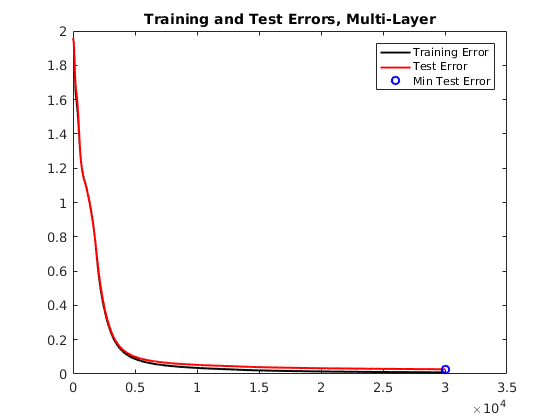 Training and Test Errors, Multi-Layer
Training Error
Test Error
Min Test Error
2
1.8
1.6
1.4
1.2
1
0.8
0.6
0.4
0.2
0
0 0.5 1 1.5 2 2.5 3 3.5
×10^4